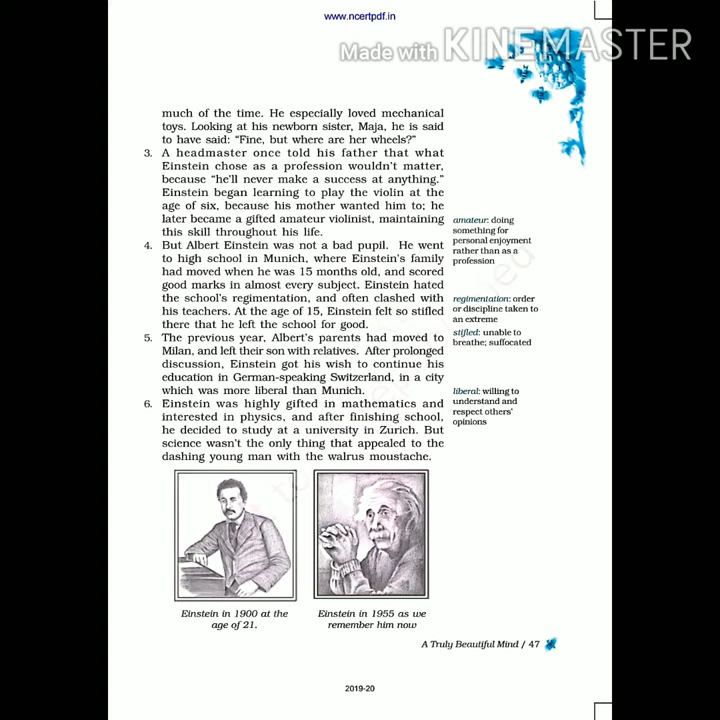 www.ncertpdf.in
Made with KINEMASTER
much of the time. He especially loved mechanical
toys. Looking at his newborn sister, Maja, he is said
to have said: “Fine, but where are her wheels?”
3. A headmaster once told his father that what
Einstein chose as a profession wouldn’t matter,
because “he’ll never make a success at anything.”
Einstein began learning to play the violin at the
age of six, because his mother wanted him to; he
later became a gifted amateur violinist, maintaining
this skill throughout his life.
amateur: doing
something for
personal enjoyment
rather than as a
profession
4. But Albert Einstein was not a bad pupil. He went
to high school in Munich, where Einstein’s family
had moved when he was 15 months old, and scored
good marks in almost every subject. Einstein hated
the school’s regimentation, and often clashed with
his teachers. At the age of 15, Einstein felt so stifled
there that he left the school for good.
regimentation: order
or discipline taken to
an extreme
stifled: unable to
breathe; suffocated
5. The previous year, Albert’s parents had moved to
Milan, and left their son with relatives. After prolonged
discussion, Einstein got his wish to continue his
education in German-speaking Switzerland, in a city
which was more liberal than Munich.
liberal: willing to
understand and
respect others’
opinions
6. Einstein was highly gifted in mathematics and
interested in physics, and after finishing school,
he decided to study at a university in Zurich. But
science wasn’t the only thing that appealed to the
dashing young man with the walrus moustache.
Einstein in 1900 at the
age of 21.
Einstein in 1955 as we
remember him now
A Truly Beautiful Mind / 47
2019-20